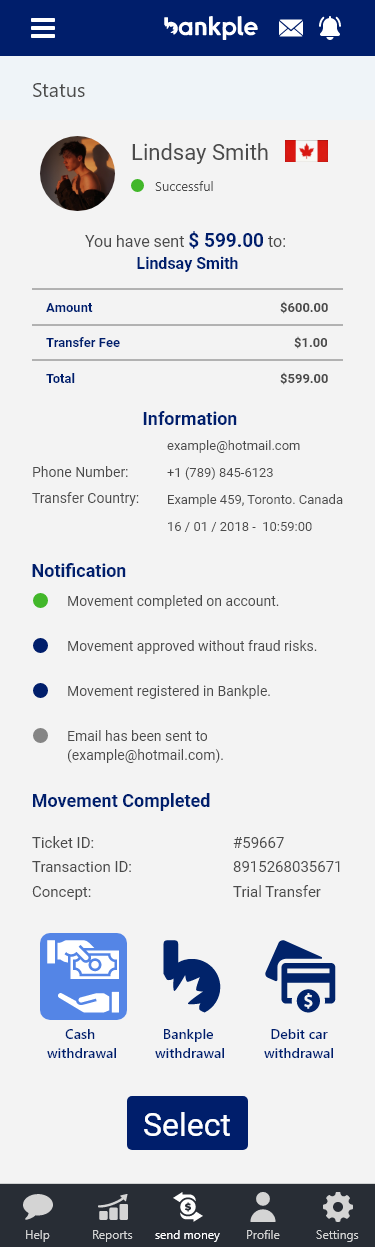 bankple
Status
Lindsay Smith
Successful
You have sent $ 599.00 to:
Lindsay Smith
Amount $600.00
Transfer Fee $1.00
Total $599.00
Information
example@hotmail.com
Phone Number: +1 (789) 845-6123
Transfer Country: Example 459, Toronto. Canada
16 / 01 / 2018 - 10:59:00
Notification
Movement completed on account.
Movement approved without fraud risks.
Movement registered in Bankple.
Email has been sent to
(example@hotmail.com).
Movement Completed
Ticket ID: #59667
Transaction ID: 8915268035671
Concept: Trial Transfer
Cash Bankple Debit car
withdrawal withdrawal withdrawal
Select
Help Reports send money Profile Settings